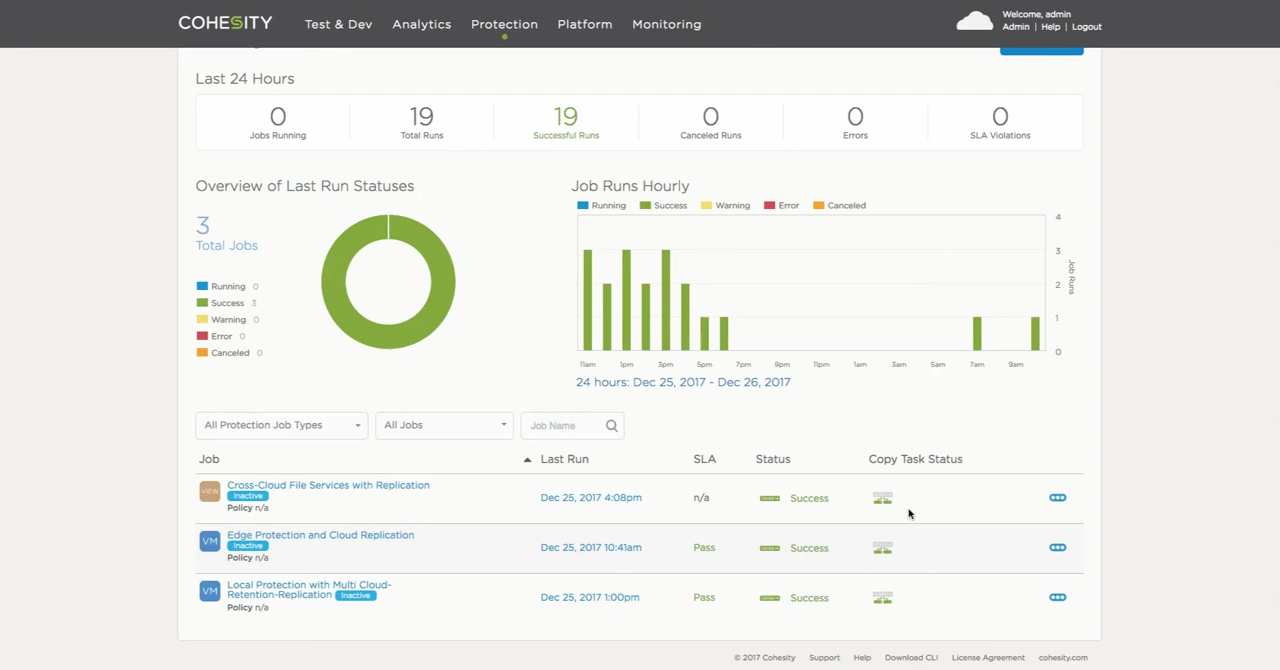 COHESITY
Test & Dev
Analytics
Protection
Platform
Monitoring
Welcome, admin
Admin | Help | Logout
Last 24 Hours
0
Jobs Running
19
Total Runs
19
Successful Runs
0
Canceled Runs
0
Errors
0
SLA Violations
Overview of Last Run Statuses
3
Total Jobs
Running 0
Success 3
Warning 0
Error 0
Canceled 0
Job Runs Hourly
Running
Success
Warning
Error
Canceled
4
3
2
1
0
Job Runs
11am
1pm
3pm
5pm
7pm
9pm
11pm
1am
3am
5am
7am
9am
24 hours: Dec 25, 2017 - Dec 26, 2017
All Protection Job Types
All Jobs
Job Name
Job
Last Run
SLA
Status
Copy Task Status
VIEW
Cross-Cloud File Services with Replication
Inactive
Policy n/a
Dec 25, 2017 4:08pm
n/a
Success
VM
Edge Protection and Cloud Replication
Inactive
Policy n/a
Dec 25, 2017 10:41am
Pass
Success
VM
Local Protection with Multi Cloud-
Retention-Replication Inactive
Policy n/a
Dec 25, 2017 1:00pm
Pass
Success
© 2017 Cohesity
Support
Help
Download CLI
License Agreement
cohesity.com